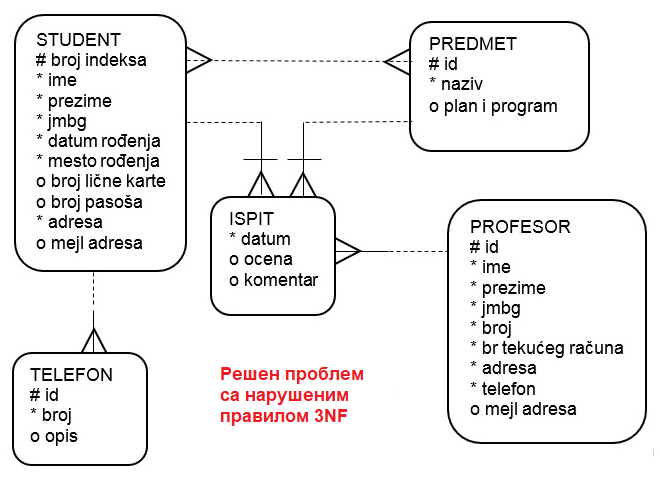 STUDENT
# broj indeksa
* ime
* prezime
* jmbg
* datum rođenja
* mesto rođenja
o broj lične karte
o broj pasoša
* adresa
o mejl adresa
PREDMET
# id
* naziv
o plan i program
ISPIT
* datum
o ocena
o komentar
PROFESOR
# id
* ime
* prezime
* jmbg
* broj
* br tekućeg računa
* adresa
* telefon
o mejl adresa
TELEFON
# id
* broj
o opis
Решен проблем
са нарушеним
правилом 3NF